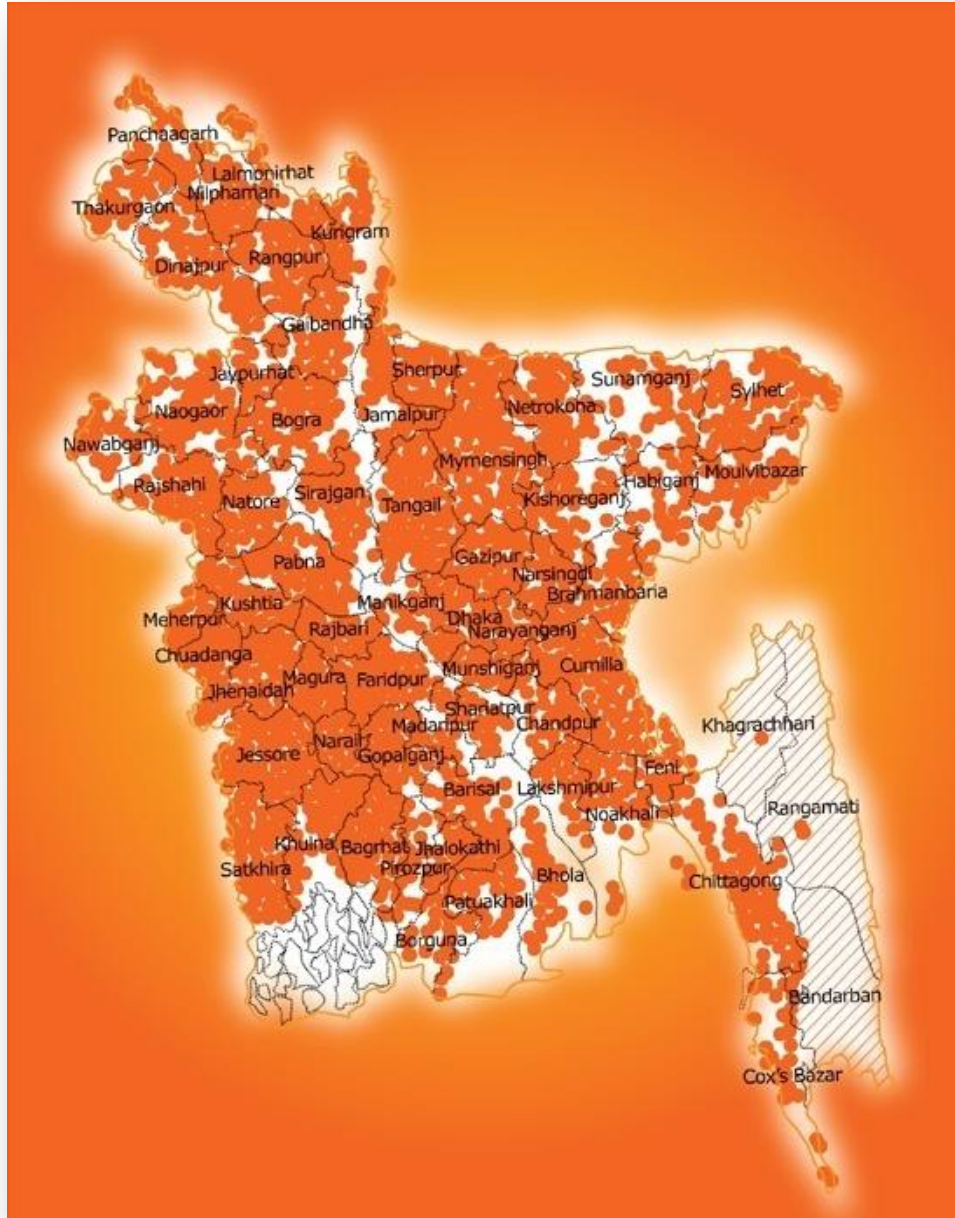 Panchaagarh
Lalmonirhat
Nilphamari
Thakurgaon
Kurigram
Dinajpur
Rangpur
Gaibandha
Jaypurhat
Sherpur
Sunamganj
Sylhet
Naogaor
Bogra
Jamalpur
Netrokona
Nawabganj
Mymensingh
Moulvibazar
Rajshahi
Natore
Sirajgan
Tangail
Kishoreganj
Habiganj
Pabna
Gazipur
Narsingdi
Brahmanbaria
Kushtia
Manikganj
Meherpur
Rajbari
Dhaka
Narayanganj
Chuadanga
Munshiganj
Cumilla
Jhenaidah
Magura
Faridpur
Shariatpur
Madaripur
Chandpur
Khagrachhari
Jessore
Narail
Gopalganj
Feni
Barisal
Lakshmipur
Noakhali
Rangamati
Khulna
Bagrhat
Jhalokathi
Satkhira
Pirozpur
Bhola
Chittagong
Patuakhali
Borguna
Bandarban
Cox's Bazar